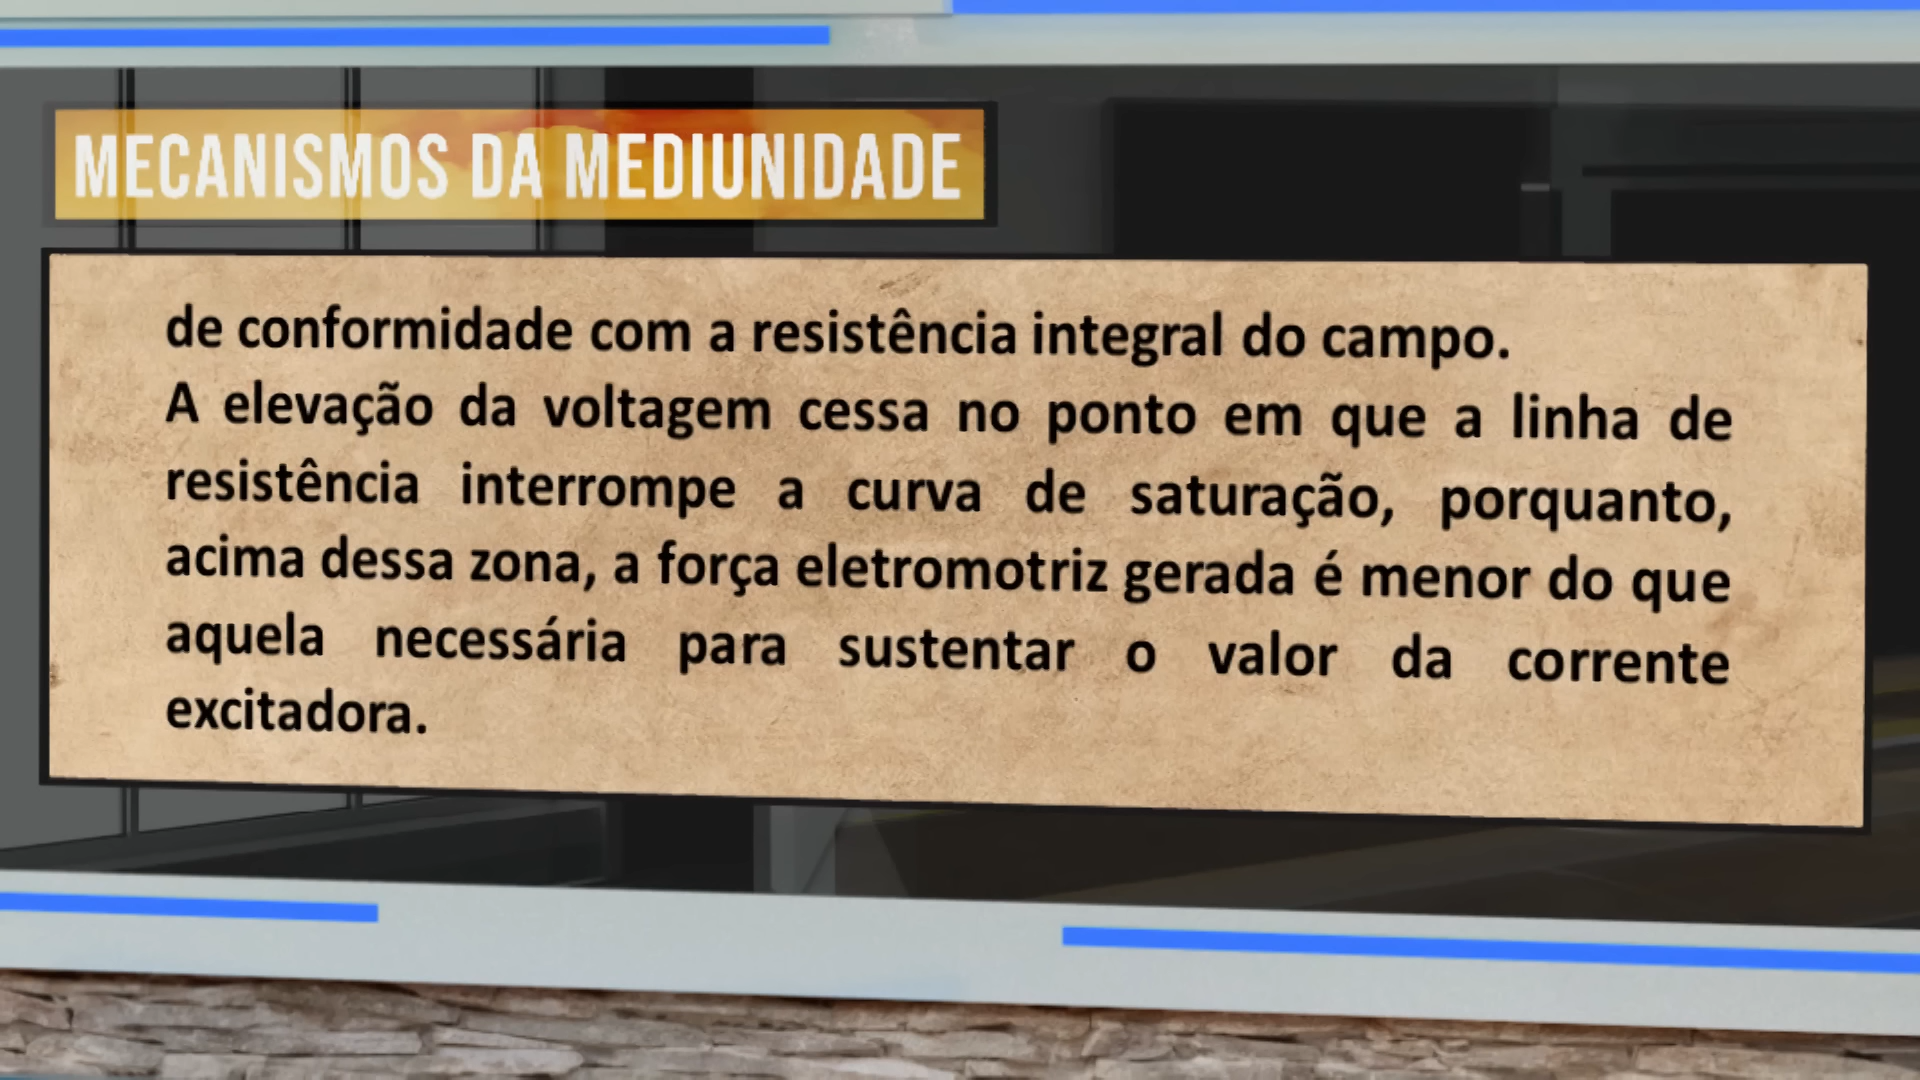 MECANISMOS DA MEDIUNIDADE
de conformidade com a resistência integral do campo.
A elevação da voltagem cessa no ponto em que a linha de
resistência interrompe a curva de saturação, porquanto,
acima dessa zona, a força eletromotriz gerada é menor do que
aquela necessária para sustentar o valor da corrente
excitadora.